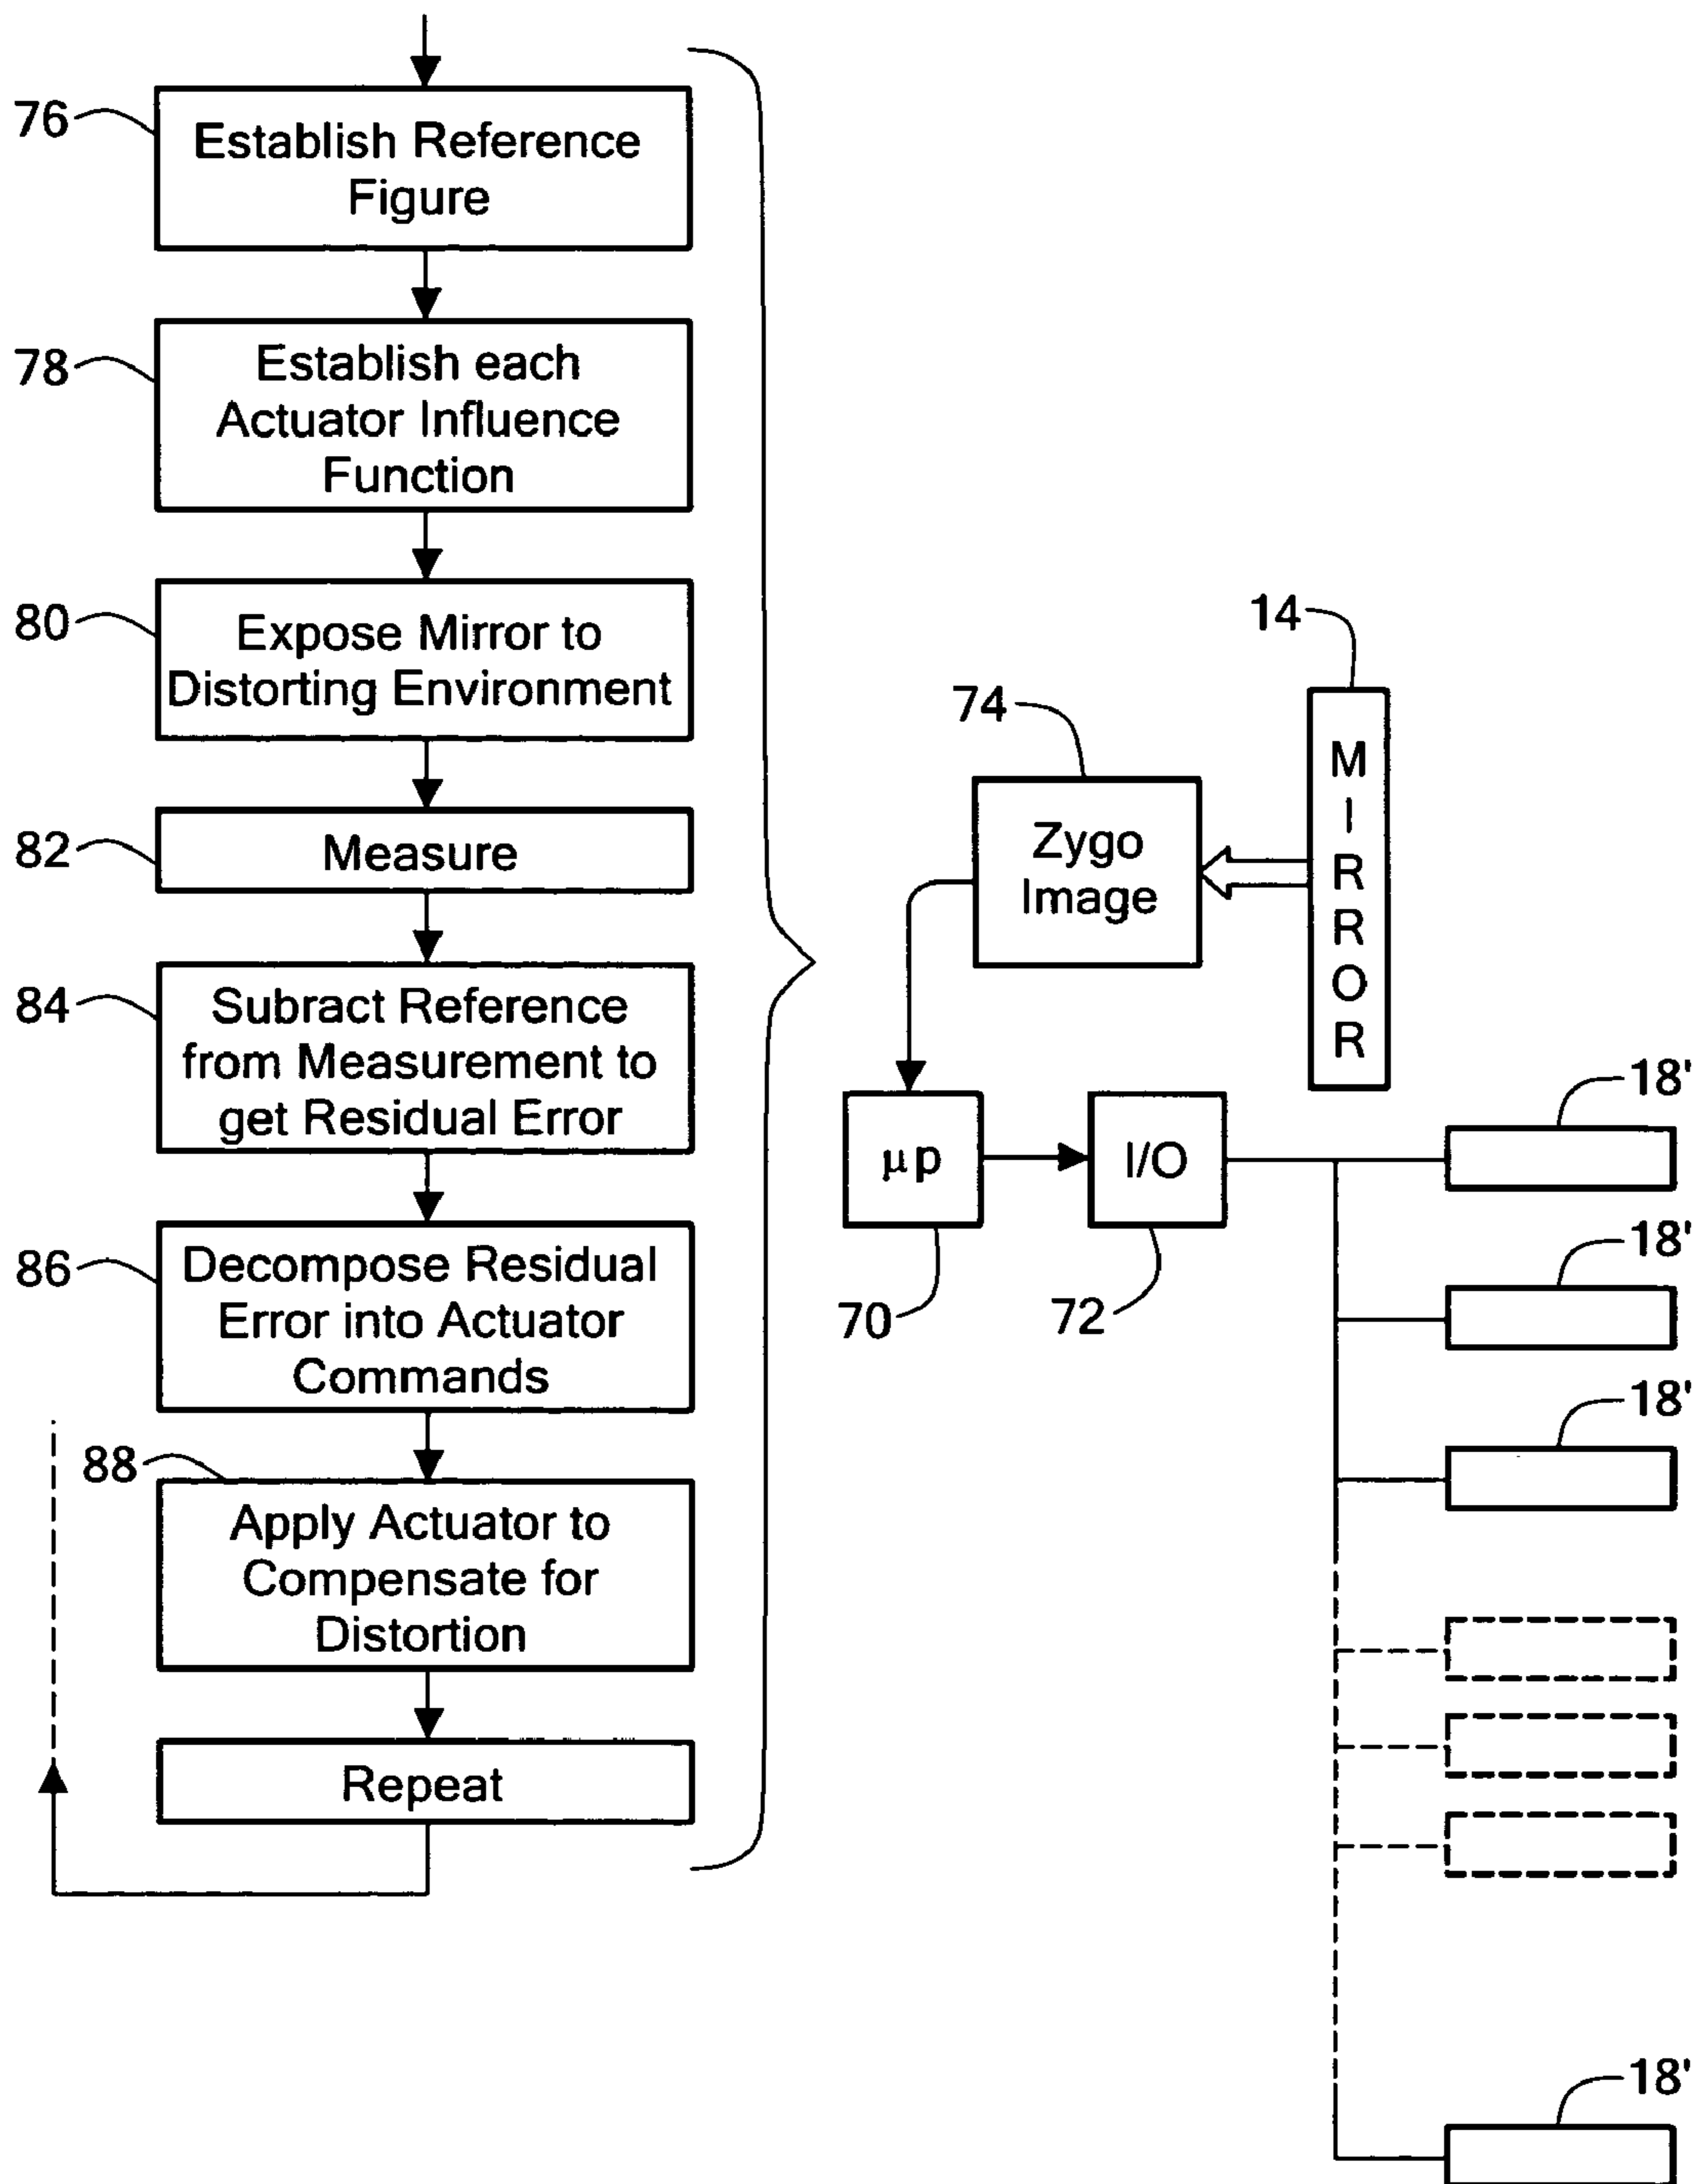 76
Establish Reference
Figure
78
Establish each
Actuator Influence
Function
80
Expose Mirror to
Distorting Environment
82
Measure
84
Subract Reference
from Measurement to
get Residual Error
86
Decompose Residual
Error into Actuator
Commands
88
Apply Actuator to
Compensate for
Distortion
Repeat
14
MIRROR
74
Zygo
Image
μp
70
I/O
72
18'
18'
18'
18'